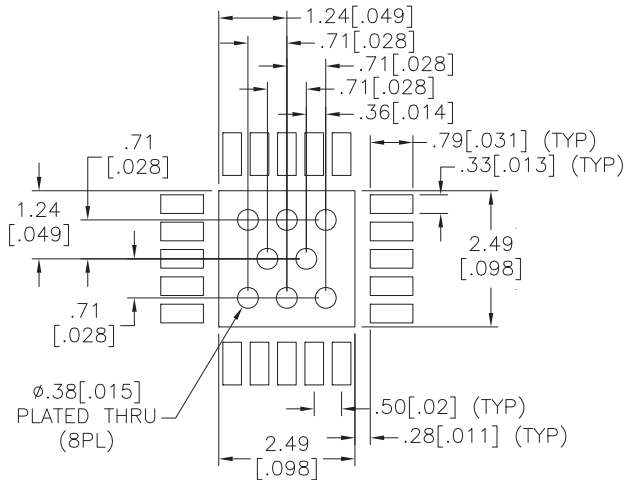 1.24[.049]
.71[.028]
.71[.028]
.71[.028]
.36[.014]
.71
[.028]
.79[.031] (TYP)
.33[.013] (TYP)
1.24
[.049]
2.49
[.098]
.71
[.028]
ø.38[.015]
PLATED THRU
(8PL)
.50[.02] (TYP)
.28[.011] (TYP)
2.49
[.098]